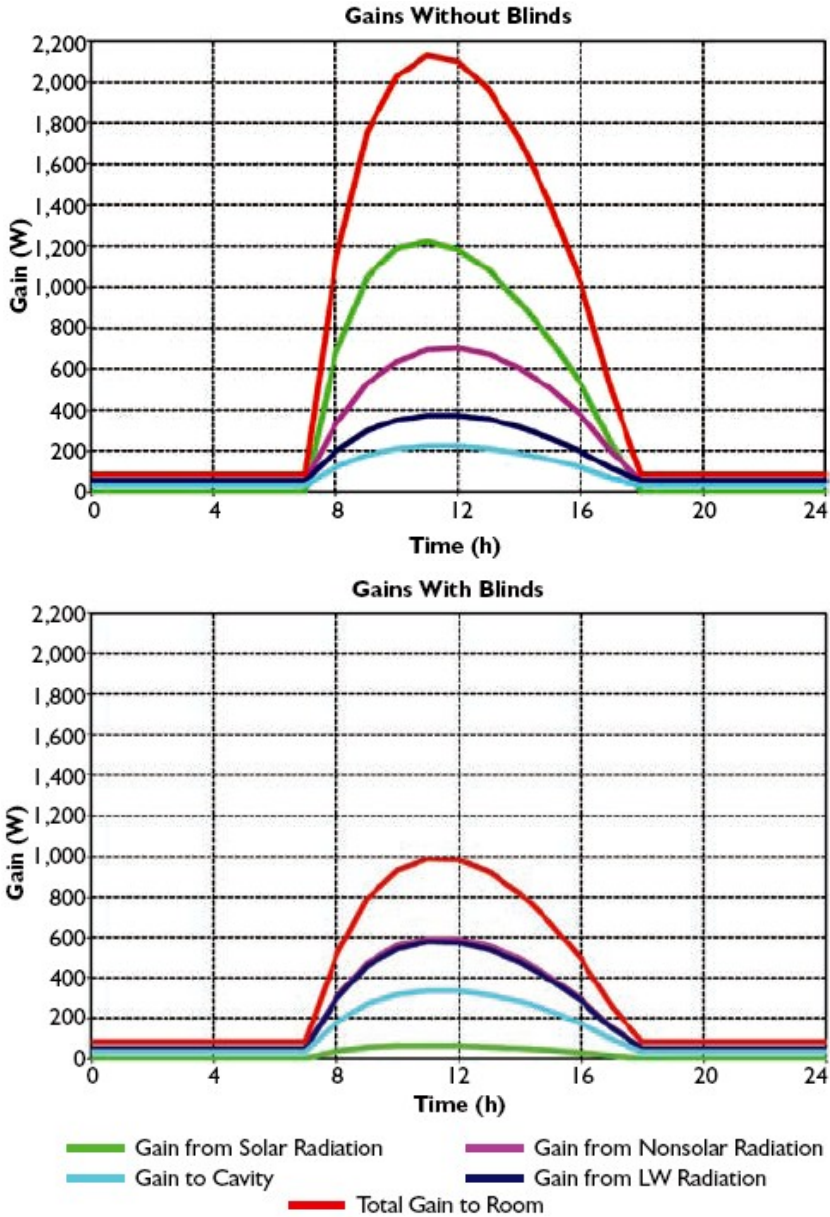 Gains Without Blinds
2,200
2,000
1,800
1,600
1,400
1,200
1,000
800
600
400
200
0
Gain (W)
0 4 8 12 16 20 24
Time (h)
Gains With Blinds
2,200
2,000
1,800
1,600
1,400
1,200
1,000
800
600
400
200
0
Gain (W)
0 4 8 12 16 20 24
Time (h)
Gain from Solar Radiation Gain from Nonsolar Radiation
Gain to Cavity Gain from LW Radiation
Total Gain to Room